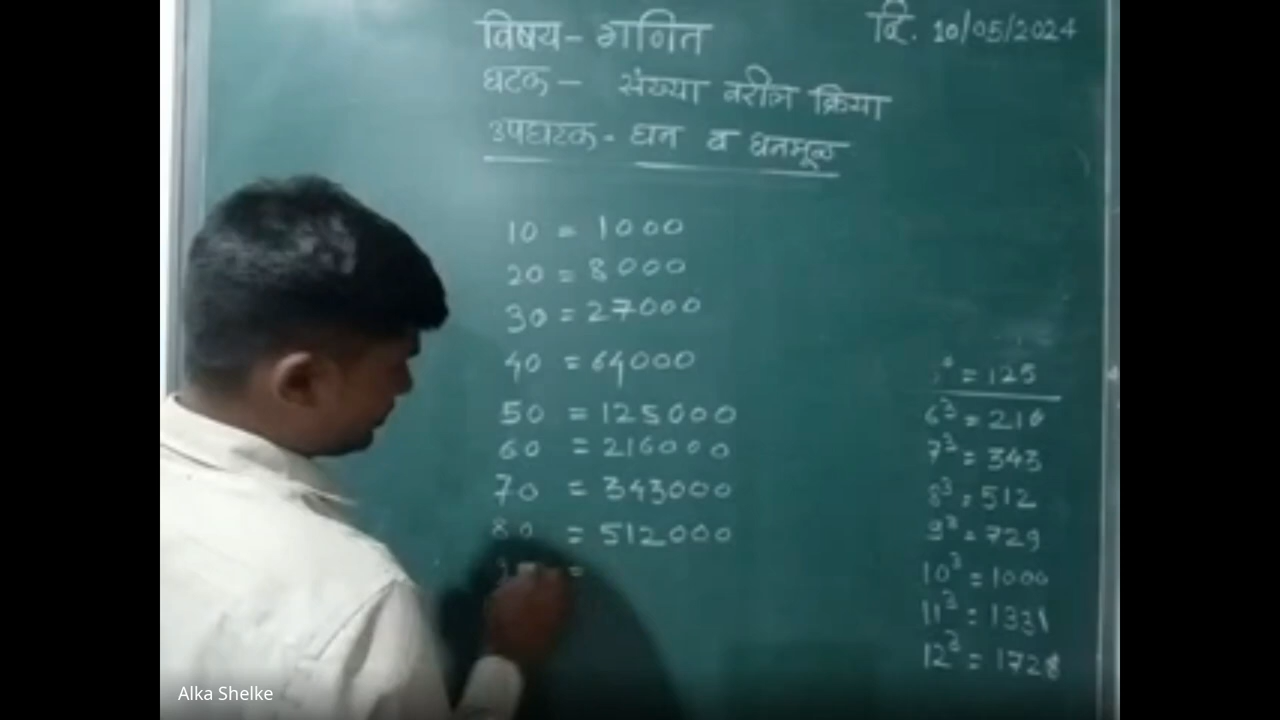 विषय - गणित
दि. 10/05/2024
घटक - संख्या वरील क्रिया
उपघटक - घन व घनमूळ
10 = 1000
20 = 8000
30 = 27000
40 = 64000
50 = 125000
60 = 216000
70 = 343000
80 = 512000
=
= 125
6³ = 216
7³ = 343
8³ = 512
9³ = 729
10³ = 1000
11³ = 1331
12³ = 1728
Alka Shelke